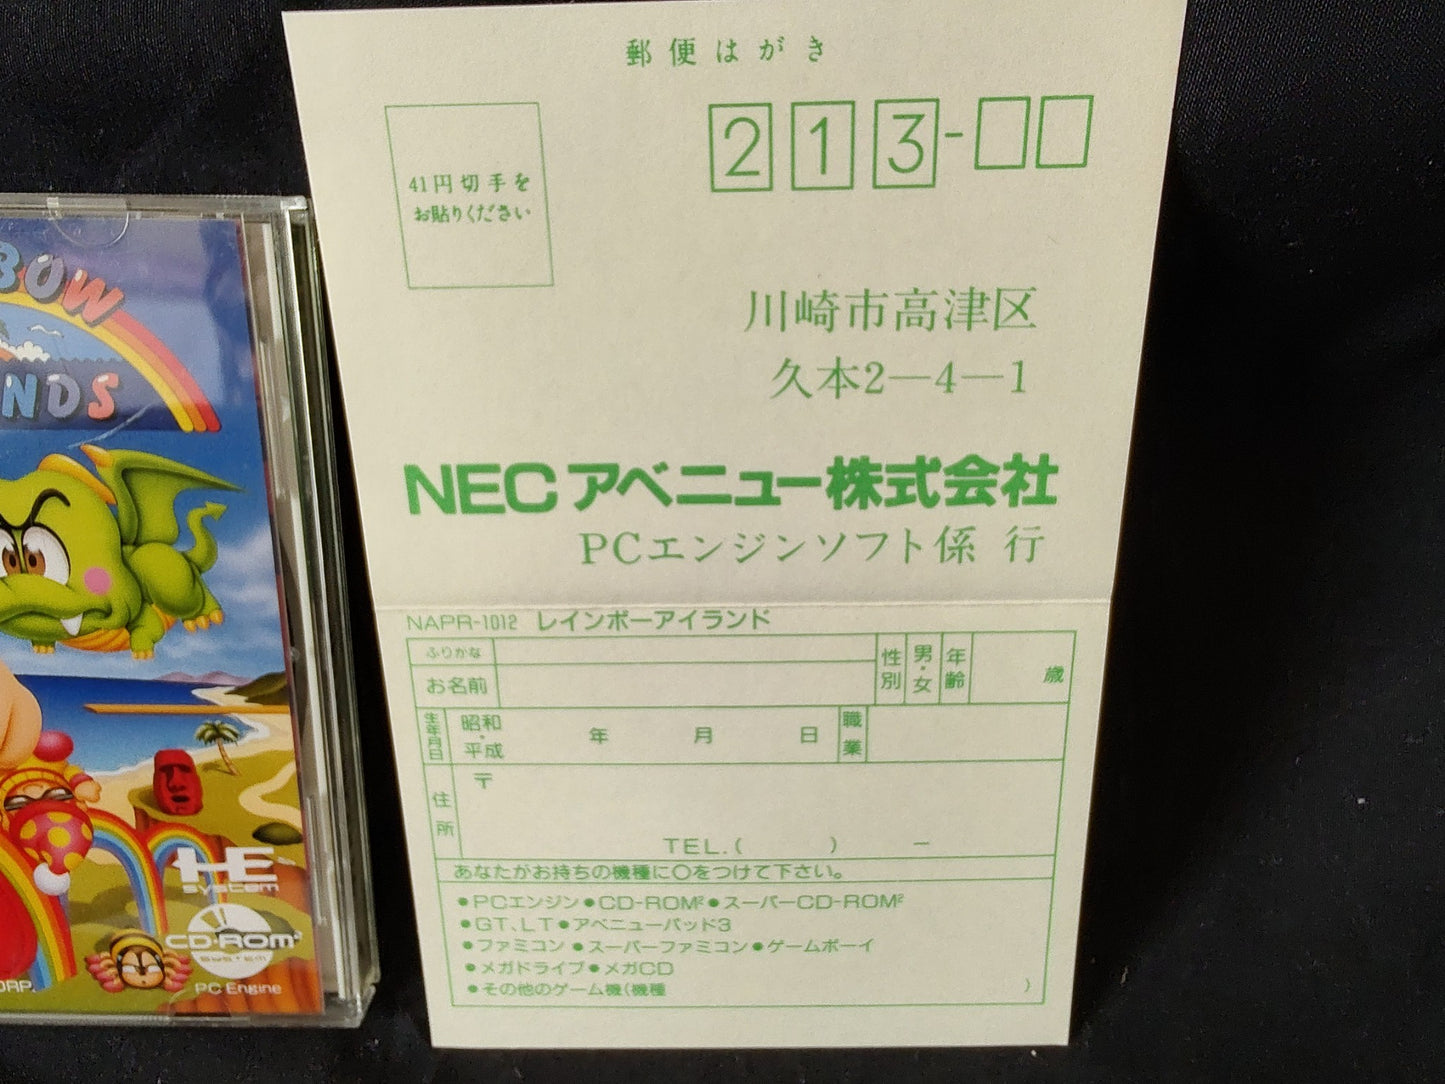 BOW
NDS
HE
system
CD-ROM²
SYSTEM
ORP.
PC Engine
郵便はがき
41円切手を
お貼りください
213-
川崎市高津区
久本2—4—1
NECアベニュー株式会社
PCエンジンソフト係 行
NAPR-1012 レインボーアイランド
ふりがな
お名前
性別
男・女
年齢
歳
生年月日
昭和・平成
年 月 日
職業
住所
〒
TEL.( ) −
あなたがお持ちの機種に○をつけて下さい。
●PCエンジン●CD-ROM²●スーパーCD-ROM²
●GT、LT●アベニューパッド3
●ファミコン●スーパーファミコン●ゲームボーイ
●メガドライブ●メガCD
●その他のゲーム機(機種 )